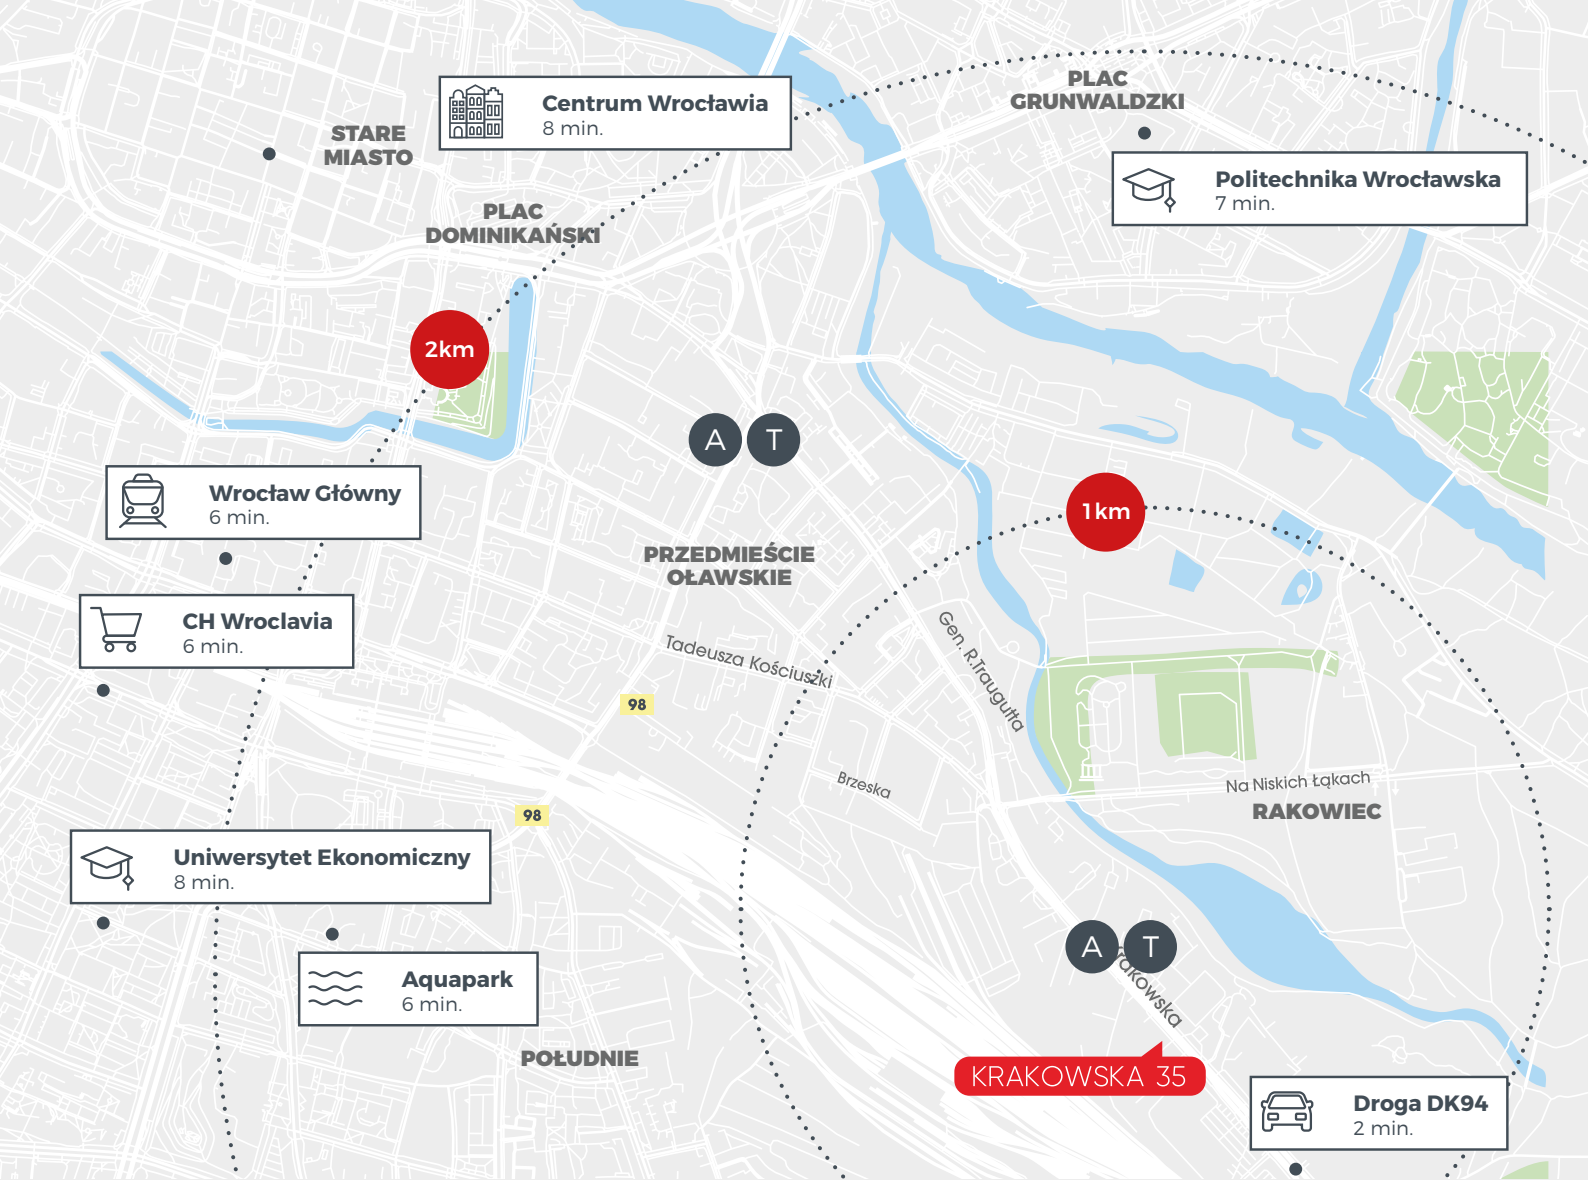 PLAC
GRUNWALDZKI
Centrum Wrocławia
8 min.
STARE
MIASTO
Politechnika Wrocławska
7 min.
PLAC
DOMINIKAŃSKI
2km
A T
Wrocław Główny
6 min.
1km
PRZEDMIEŚCIE
OŁAWSKIE
CH Wroclavia
6 min.
Tadeusza Kościuszki
Gen. R.Traugutta
98
Brzeska
Na Niskich Łąkach
RAKOWIEC
98
Uniwersytet Ekonomiczny
8 min.
A T
Krakowska
Aquapark
6 min.
POŁUDNIE
KRAKOWSKA 35
Droga DK94
2 min.